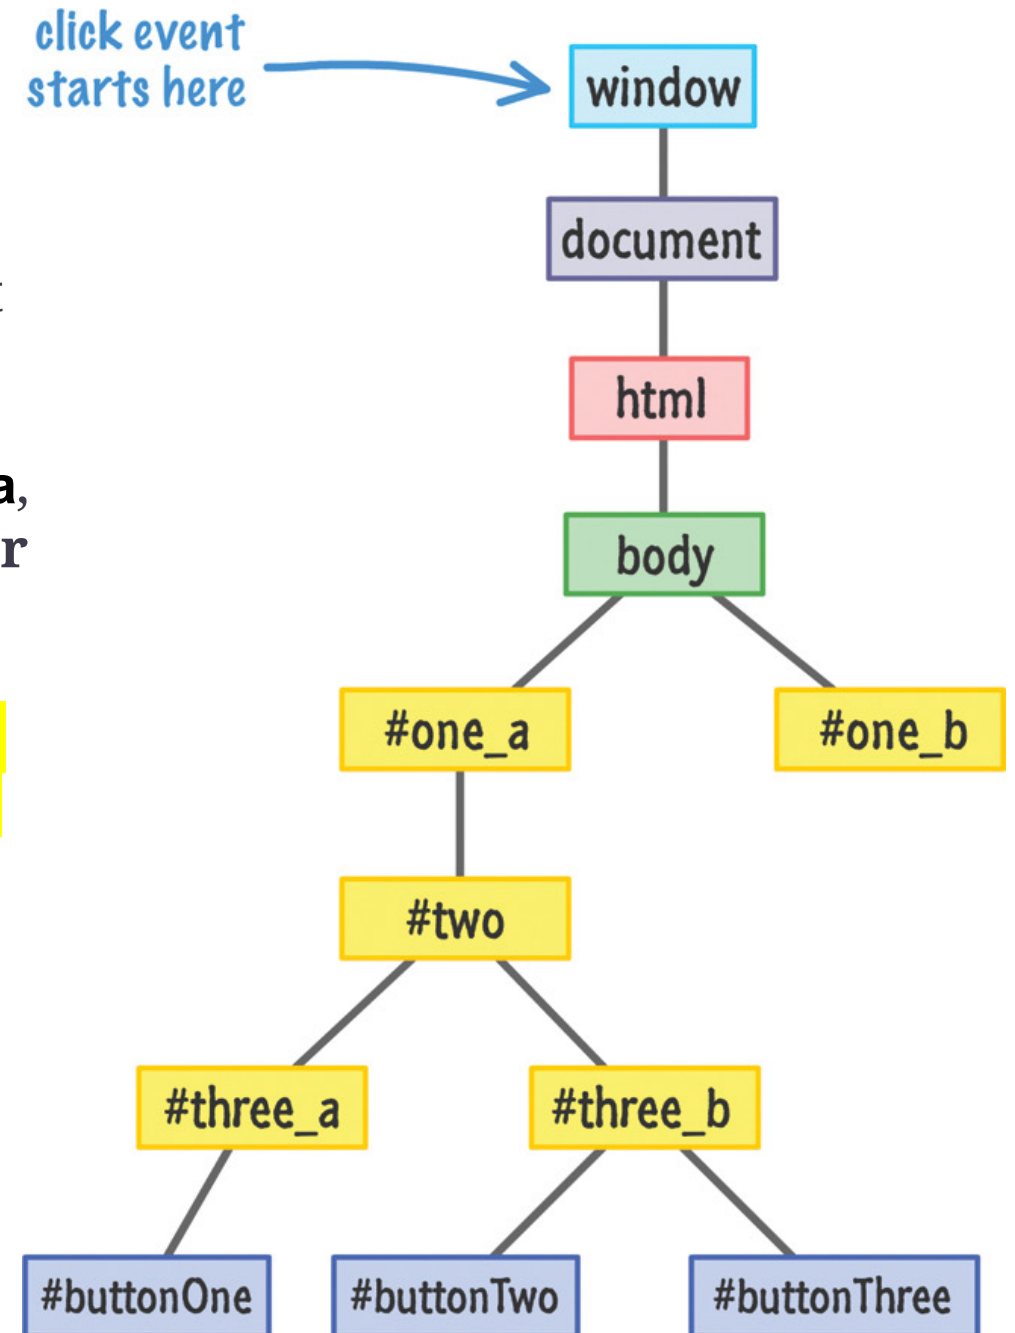 click event
starts here
window
document
html
a,
r
body
#one_a
#one_b
#two
#three_a
#three_b
#buttonOne
#buttonTwo
#buttonThree